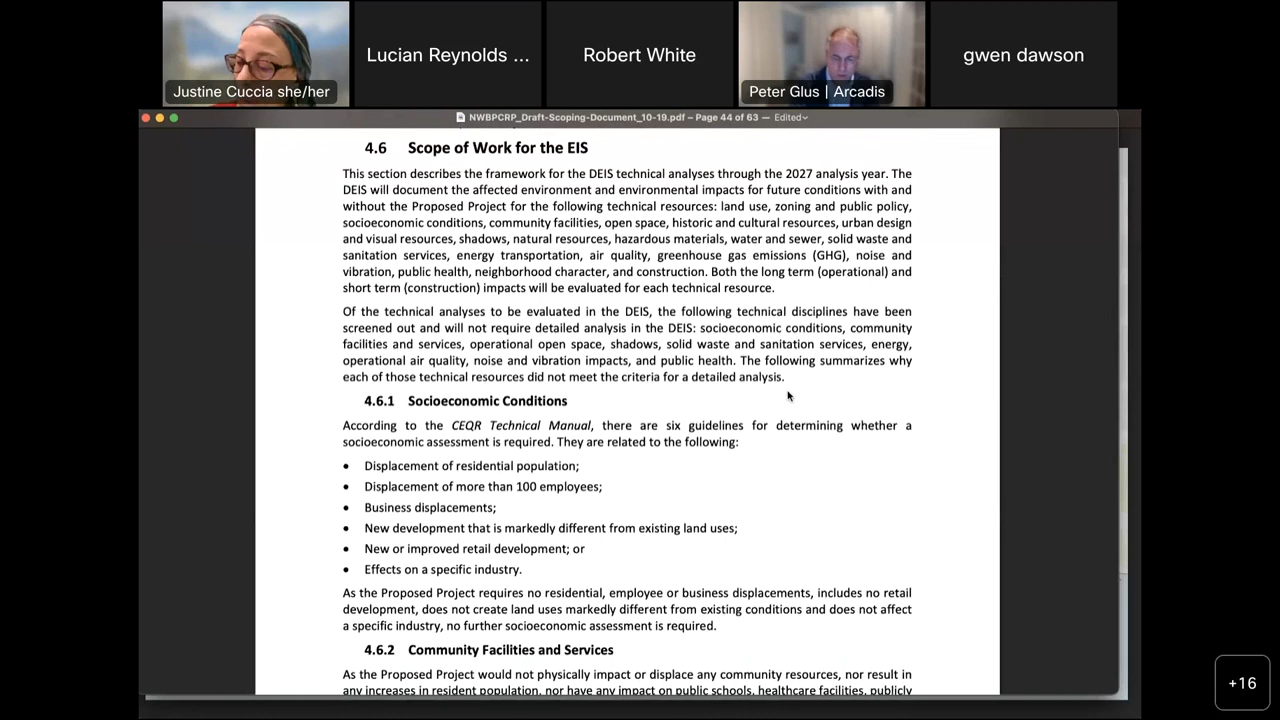 Justine Cuccia she/her
Lucian Reynolds ...
Robert White
Peter Glus | Arcadis
gwen dawson
NWBPCRP_Draft-Scoping-Document_10-19.pdf – Page 44 of 63 — Edited
4.6 Scope of Work for the EIS
This section describes the framework for the DEIS technical analyses through the 2027 analysis year. The
DEIS will document the affected environment and environmental impacts for future conditions with and
without the Proposed Project for the following technical resources: land use, zoning and public policy,
socioeconomic conditions, community facilities, open space, historic and cultural resources, urban design
and visual resources, shadows, natural resources, hazardous materials, water and sewer, solid waste and
sanitation services, energy transportation, air quality, greenhouse gas emissions (GHG), noise and
vibration, public health, neighborhood character, and construction. Both the long term (operational) and
short term (construction) impacts will be evaluated for each technical resource.
Of the technical analyses to be evaluated in the DEIS, the following technical disciplines have been
screened out and will not require detailed analysis in the DEIS: socioeconomic conditions, community
facilities and services, operational open space, shadows, solid waste and sanitation services, energy,
operational air quality, noise and vibration impacts, and public health. The following summarizes why
each of those technical resources did not meet the criteria for a detailed analysis.
4.6.1 Socioeconomic Conditions
According to the CEQR Technical Manual, there are six guidelines for determining whether a
socioeconomic assessment is required. They are related to the following:
• Displacement of residential population;
• Displacement of more than 100 employees;
• Business displacements;
• New development that is markedly different from existing land uses;
• New or improved retail development; or
• Effects on a specific industry.
As the Proposed Project requires no residential, employee or business displacements, includes no retail
development, does not create land uses markedly different from existing conditions and does not affect
a specific industry, no further socioeconomic assessment is required.
4.6.2 Community Facilities and Services
As the Proposed Project would not physically impact or displace any community resources, nor result in
any increases in resident population, nor have any impact on public schools, healthcare facilities, publicly
+16